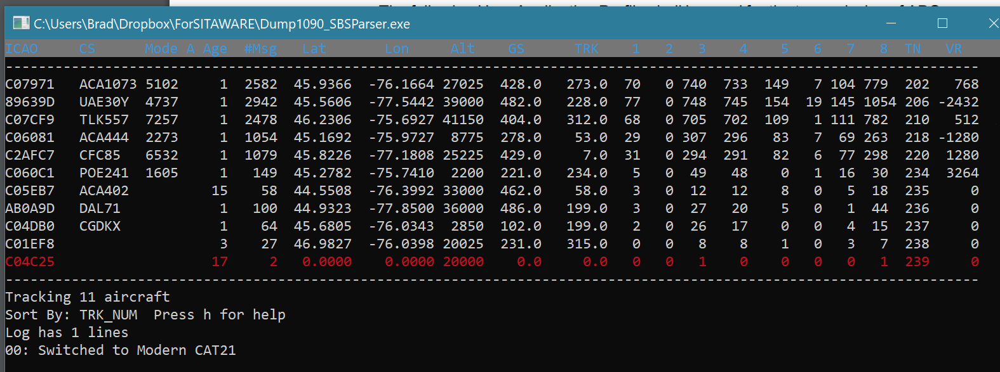 C:\Users\Brad\Dropbox\ForSITAWARE\Dump1090_SBSParser.exe
ICAO CS Mode A Age #Msg Lat Lon Alt GS TRK 1 2 3 4 5 6 7 8 TN VR
----------------------------------------------------------------------------------------------------------------------
C07971 ACA1073 5102 1 2582 45.9366 -76.1664 27025 428.0 273.0 70 0 740 733 149 7 104 779 202 768
89639D UAE30Y 4737 1 2942 45.5606 -77.5442 39000 482.0 228.0 77 0 748 745 154 19 145 1054 206 -2432
C07CF9 TLK557 7257 1 2478 46.2306 -75.6927 41150 404.0 312.0 68 0 705 702 109 1 111 782 210 512
C06081 ACA444 2273 1 1054 45.1692 -75.9727 8775 278.0 53.0 29 0 307 296 83 7 69 263 218 -1280
C2AFC7 CFC85 6532 1 1079 45.8226 -77.1808 25225 429.0 7.0 31 0 294 291 82 6 77 298 220 1280
C060C1 POE241 1605 1 149 45.2782 -75.7410 2200 221.0 234.0 5 0 49 48 0 1 16 30 234 3264
C05EB7 ACA402 15 58 44.5508 -76.3992 33000 462.0 58.0 3 0 12 12 8 0 5 18 235 0
AB0A9D DAL71 1 100 44.9323 -77.8500 36000 486.0 199.0 3 0 27 20 5 0 1 44 236 0
C04DB0 CGDKX 1 64 45.6805 -76.0343 2850 102.0 199.0 2 0 26 17 0 0 4 15 237 0
C01EF8 3 27 46.9827 -76.0398 20025 231.0 315.0 0 0 8 8 1 0 3 7 238 0
C04C25 17 2 0.0000 0.0000 20000 0.0 0.0 0 0 1 0 0 0 0 1 239 0
----------------------------------------------------------------------------------------------------------------------
Tracking 11 aircraft
Sort By: TRK_NUM Press h for help
Log has 1 lines
00: Switched to Modern CAT21